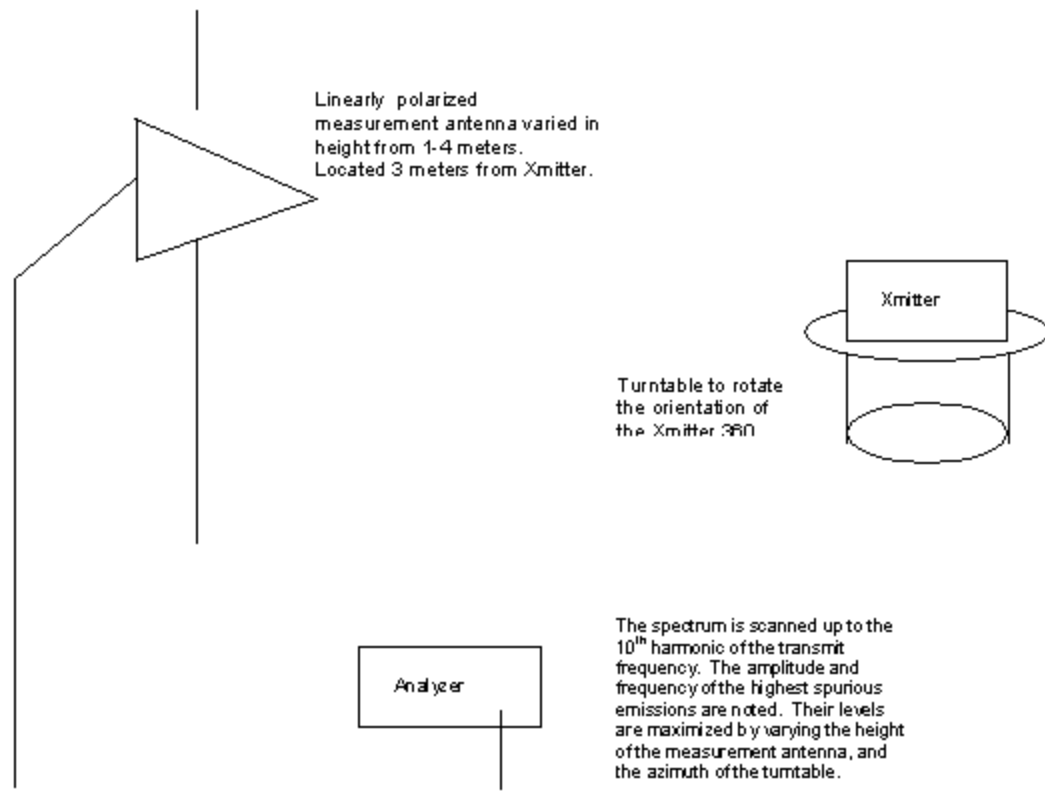 Linearly polarized
measurement antenna varied in
height from 1-4 meters.
Located 3 meters from Xmitter.
Xmitter
Turntable to rotate
the orientation of
the Xmitter 360
The spectrum is scanned up to the
10th harmonic of the transmit
frequency. The amplitude and
frequency of the highest spurious
emissions are noted. Their levels
are maximized by varying the height
of the measurement antenna, and
the azimuth of the turntable.
Analyzer